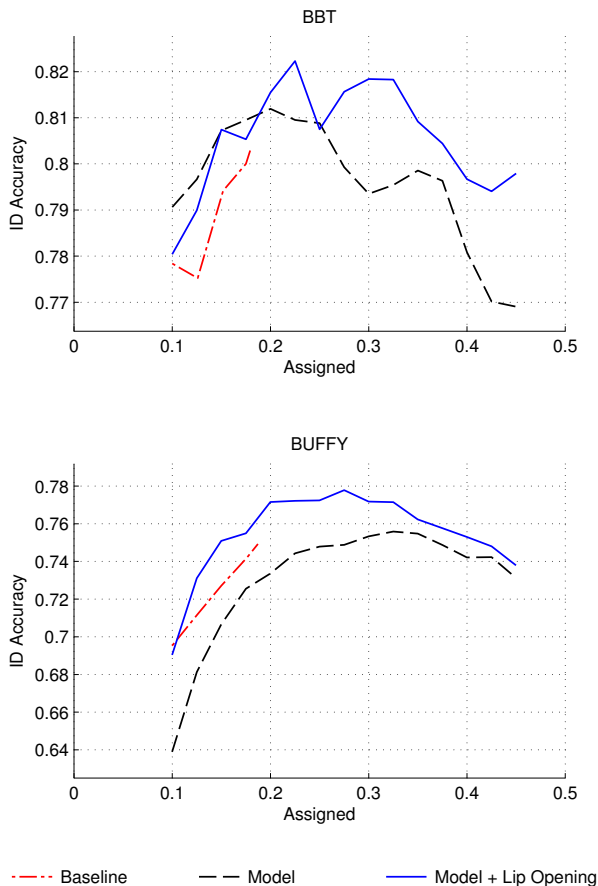 BBT
0.82
0.81
0.8
0.79
0.78
0.77
ID Accuracy
0 0.1 0.2 0.3 0.4 0.5
Assigned
BUFFY
0.78
0.76
0.74
0.72
0.7
0.68
0.66
0.64
ID Accuracy
0 0.1 0.2 0.3 0.4 0.5
Assigned
Baseline Model Model + Lip Opening